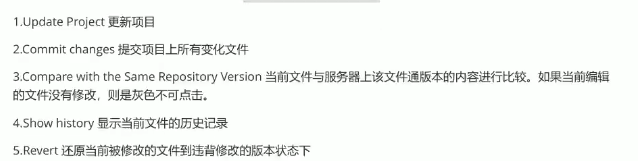 1.Update Project 更新项目
2.Commit changes 提交项目上所有变化文件
3.Compare with the Same Repository Version 当前文件与服务器上该文件通版本的内容进行比较。如果当前编辑
的文件没有修改，则是灰色不可点击。
4.Show history 显示当前文件的历史记录
5.Revert 还原当前被修改的文件到违背修改的版本状态下